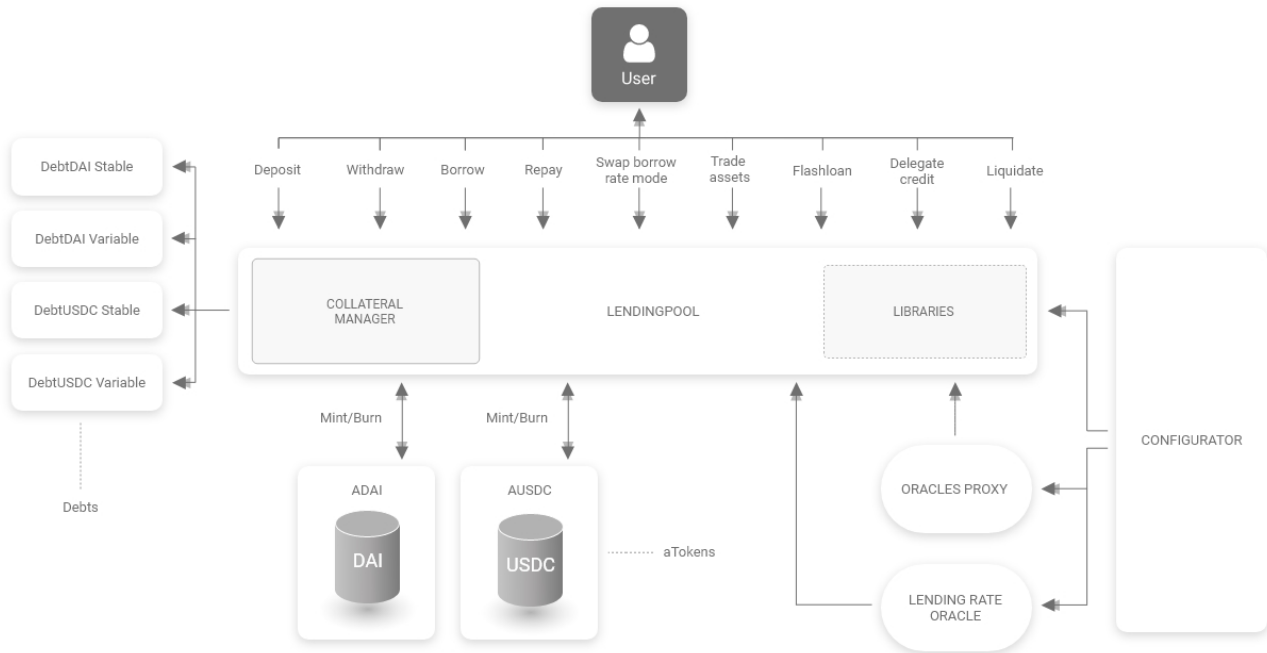 User
Deposit
Withdraw
Borrow
Repay
Swap borrow
rate mode
Trade
assets
Flashloan
Delegate
credit
Liquidate
DebtDAI Stable
DebtDAI Variable
DebtUSDC Stable
DebtUSDC Variable
Debts
COLLATERAL
MANAGER
LENDINGPOOL
LIBRARIES
CONFIGURATOR
Mint/Burn
Mint/Burn
ADAI
DAI
AUSDC
USDC
aTokens
ORACLES PROXY
LENDING RATE
ORACLE